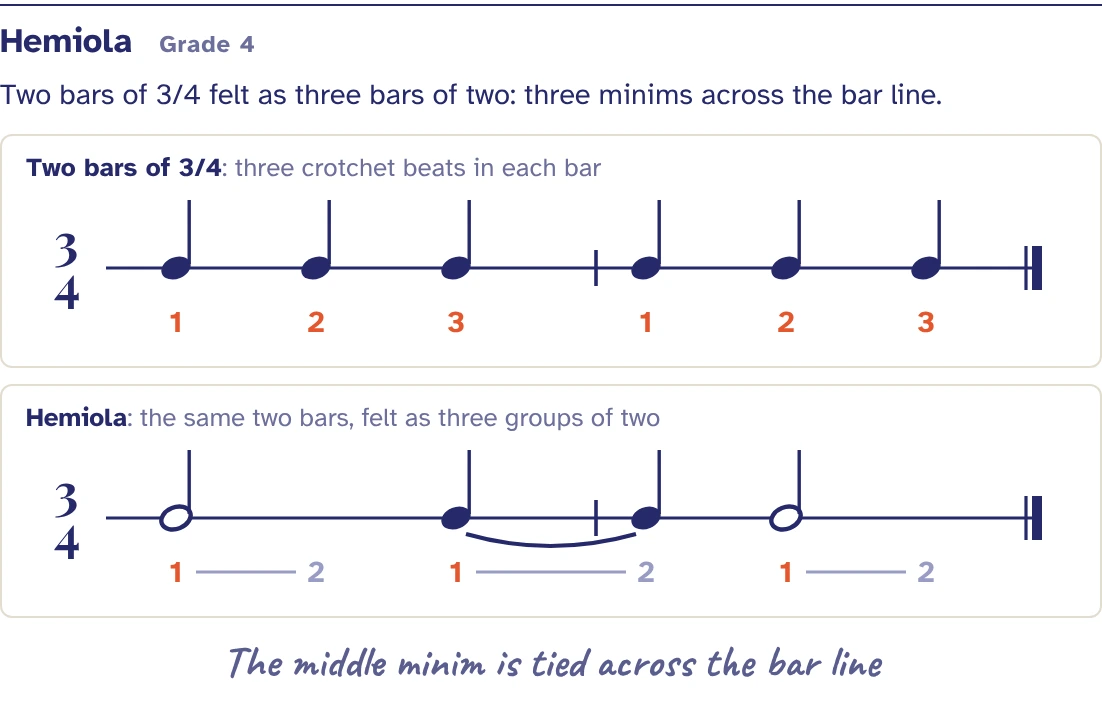 Hemiola Grade 4
Two bars of 3/4 felt as three bars of two: three minims across the bar line.
Two bars of 3/4: three crotchet beats in each bar
3
4
1 2 3 1 2 3
Hemiola: the same two bars, felt as three groups of two
3
4
1 2 1 2 1 2
The middle minim is tied across the bar line